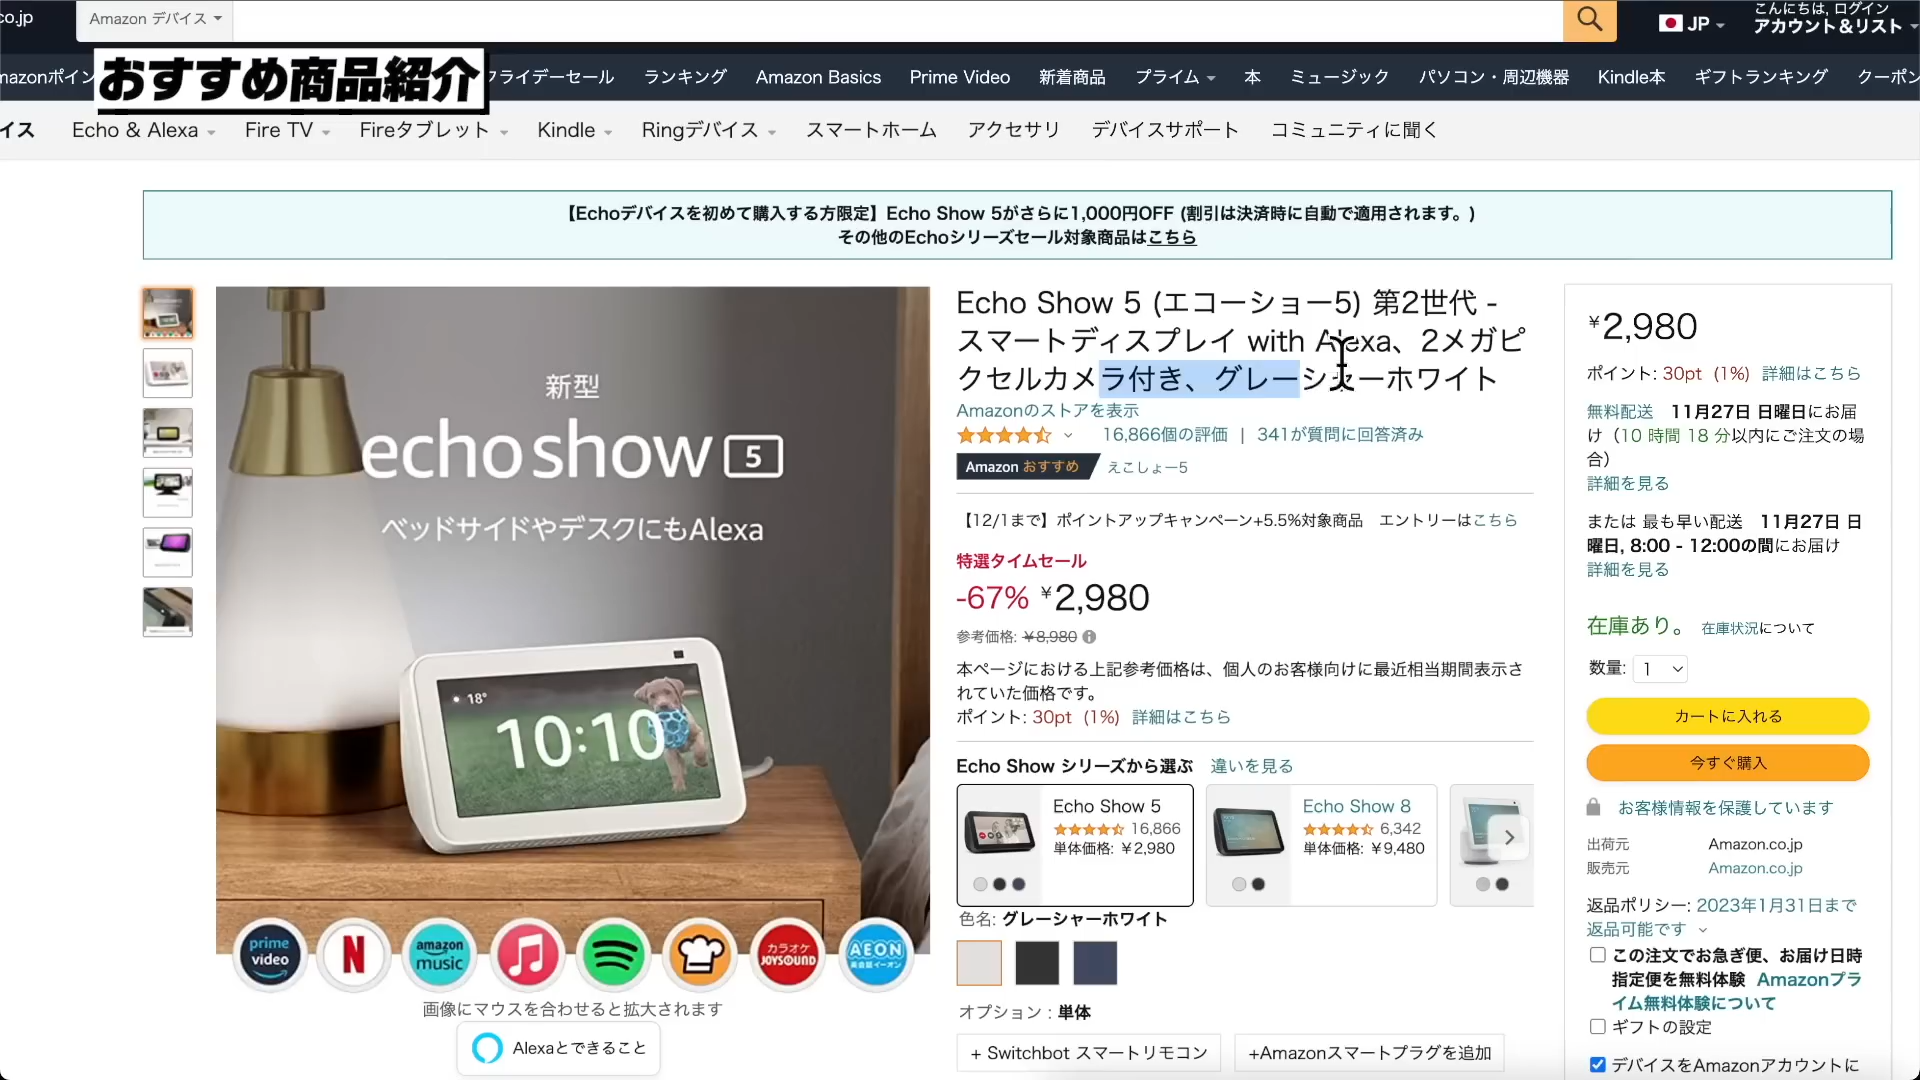 co.jp
Amazon デバイス
JP
こんにちは, ログイン
アカウント＆リスト
おすすめ商品紹介
mazonポイン
フライデーセール
ランキング
Amazon Basics
Prime Video
新着商品
プライム
本
ミュージック
パソコン・周辺機器
Kindle本
ギフトランキング
クーポン
イス
Echo & Alexa
Fire TV
Fireタブレット
Kindle
Ringデバイス
スマートホーム
アクセサリ
デバイスサポート
コミュニティに聞く
【Echoデバイスを初めて購入する方限定】Echo Show 5がさらに1,000円OFF (割引は決済時に自動で適用されます。)
その他のEchoシリーズセール対象商品はこちら
新型
echo show 5
ベッドサイドやデスクにもAlexa
18°
10:10
prime video
N
amazon music
カラオケ JOYSOUND
AEON 英会話イーオン
画像にマウスを合わせると拡大されます
Alexaとできること
Echo Show 5 (エコーショー5) 第2世代 -
スマートディスプレイ with Alexa、2メガピ
クセルカメラ付き、グレーシャーホワイト
Amazonのストアを表示
16,866個の評価 | 341が質問に回答済み
Amazon おすすめ えこしょー5
【12/1まで】ポイントアップキャンペーン+5.5%対象商品 エントリーはこちら
特選タイムセール
-67% ￥2,980
参考価格: ￥8,980
本ページにおける上記参考価格は、個人のお客様向けに最近相当期間表示さ
れていた価格です。
ポイント: 30pt (1%) 詳細はこちら
Echo Show シリーズから選ぶ 違いを見る
Echo Show 5
16,866
単体価格: ￥2,980
Echo Show 8
6,342
単体価格: ￥9,480
色名: グレーシャーホワイト
オプション : 単体
+ Switchbot スマートリモコン
+Amazonスマートプラグを追加
￥2,980
ポイント: 30pt (1%) 詳細はこちら
無料配送 11月27日 日曜日にお届
け（10 時間 18 分以内にご注文の場
合）
詳細を見る
または 最も早い配送 11月27日 日
曜日, 8:00 - 12:00の間にお届け
詳細を見る
在庫あり。 在庫状況について
数量: 1
カートに入れる
今すぐ購入
お客様情報を保護しています
出荷元 Amazon.co.jp
販売元 Amazon.co.jp
返品ポリシー: 2023年1月31日まで
返品可能です
この注文でお急ぎ便、お届け日時
指定便を無料体験 Amazonプラ
イム無料体験について
ギフトの設定
デバイスをAmazonアカウントに